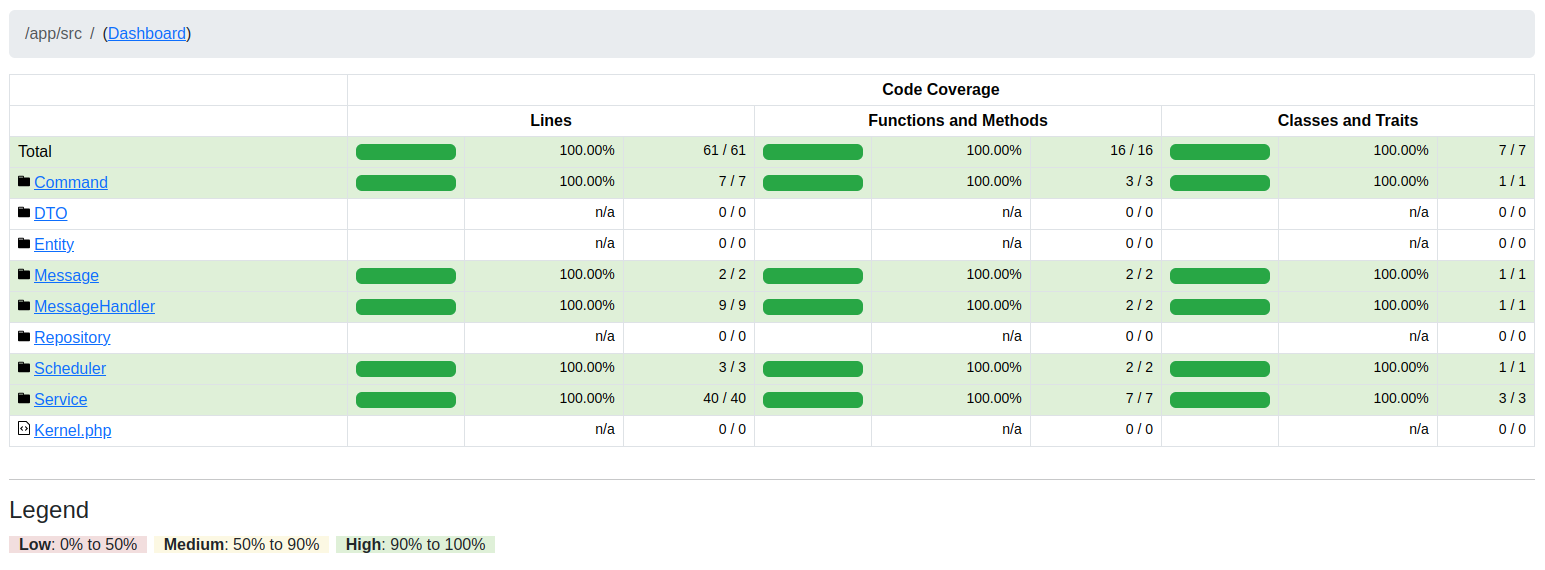 /app/src / (Dashboard)
Code Coverage
Lines Functions and Methods Classes and Traits
Total 100.00% 61 / 61 100.00% 16 / 16 100.00% 7 / 7
Command 100.00% 7 / 7 100.00% 3 / 3 100.00% 1 / 1
DTO n/a 0 / 0 n/a 0 / 0 n/a 0 / 0
Entity n/a 0 / 0 n/a 0 / 0 n/a 0 / 0
Message 100.00% 2 / 2 100.00% 2 / 2 100.00% 1 / 1
MessageHandler 100.00% 9 / 9 100.00% 2 / 2 100.00% 1 / 1
Repository n/a 0 / 0 n/a 0 / 0 n/a 0 / 0
Scheduler 100.00% 3 / 3 100.00% 2 / 2 100.00% 1 / 1
Service 100.00% 40 / 40 100.00% 7 / 7 100.00% 3 / 3
Kernel.php n/a 0 / 0 n/a 0 / 0 n/a 0 / 0
Legend
Low: 0% to 50% Medium: 50% to 90% High: 90% to 100%